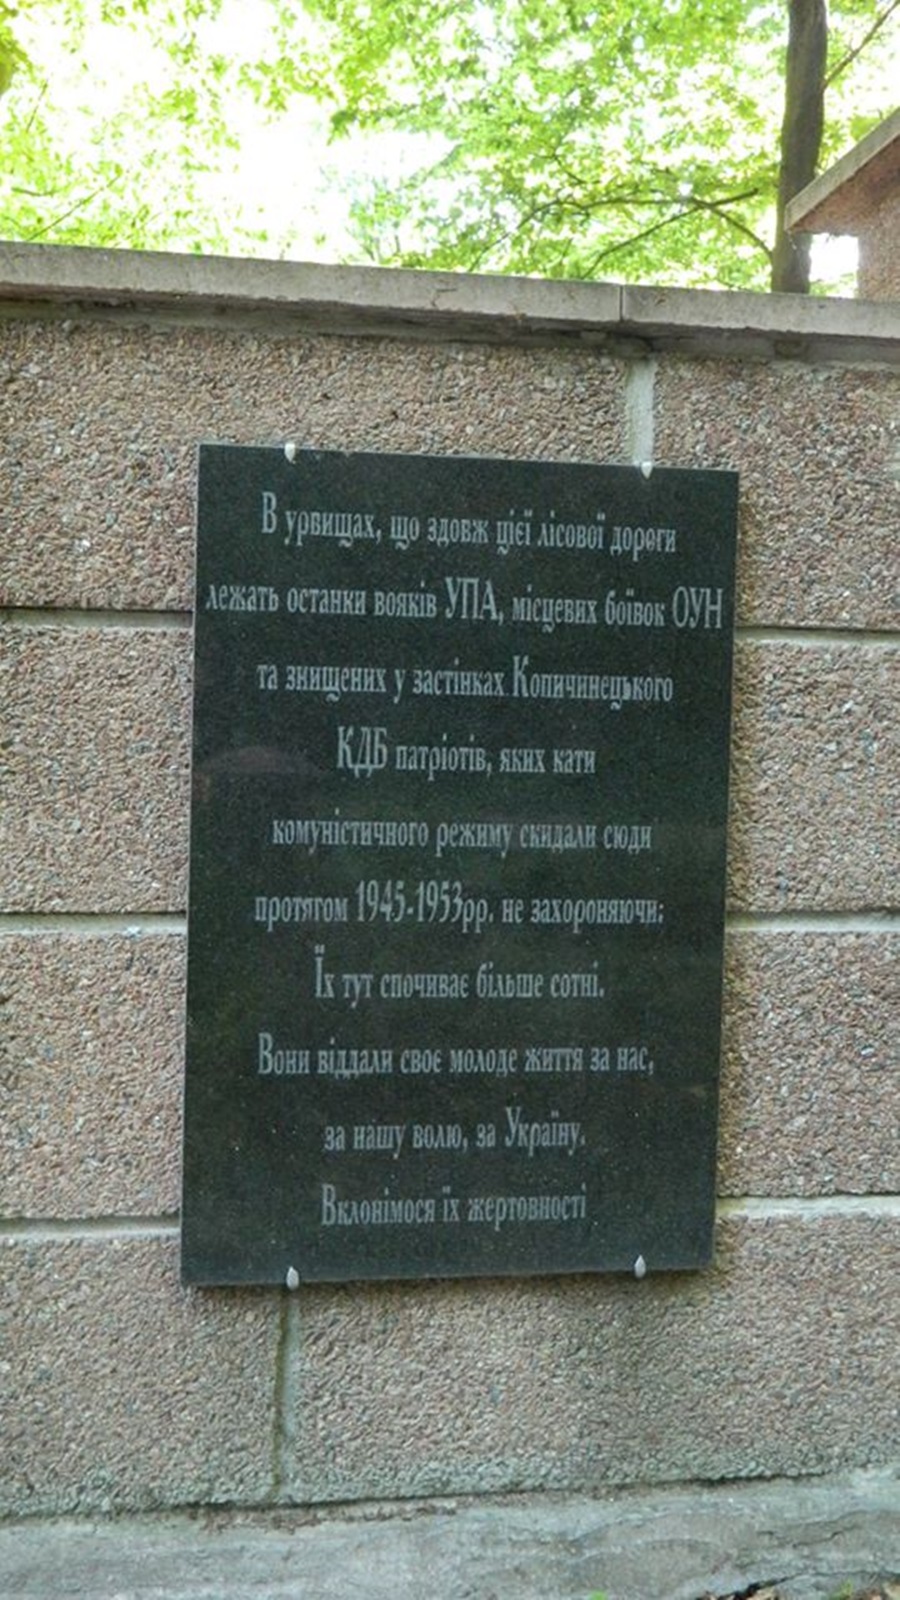 В урвищах, що здовж цієї лісової дороги
лежать останки вояків УПА, місцевих боївок ОУН
та знищених у застінках Копичинецького
КДБ патріотів, яких кати
комуністичного режиму скидали сюди
протягом 1945-1953рр. не захороняючи;
Їх тут спочиває більше сотні.
Вони віддали своє молоде життя за нас,
за нашу волю, за Україну.
Вклонімося їх жертовності